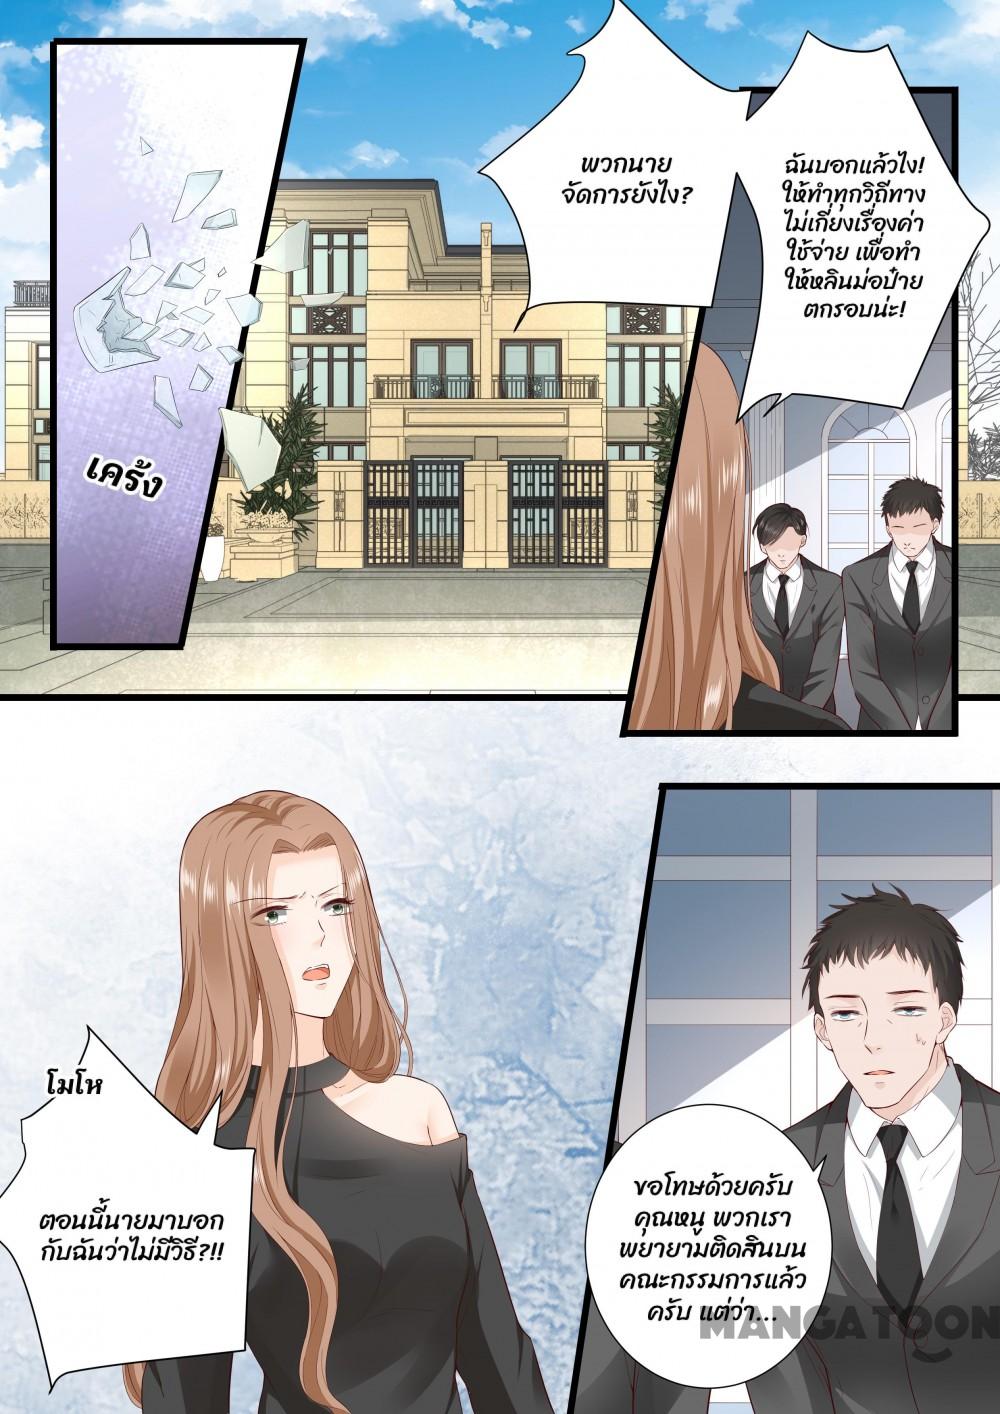 เคร้ง
พวกนาย
จัดการยังไง?
ฉันบอกแล้วไง!
ให้ทำทุกวิถีทาง
ไม่เกี่ยงเรื่องค่า
ใช้จ่าย เพื่อทำ
ให้หลินม่อป๋าย
ตกรอบน่ะ!
โมโห
ตอนนี้นายมาบอก
กับฉันว่าไม่มีวิธี?!!
ขอโทษด้วยครับ
คุณหนู พวกเรา
พยายามติดสินบน
คณะกรรมการแล้ว
ครับ แต่ว่า...
MANGATOON